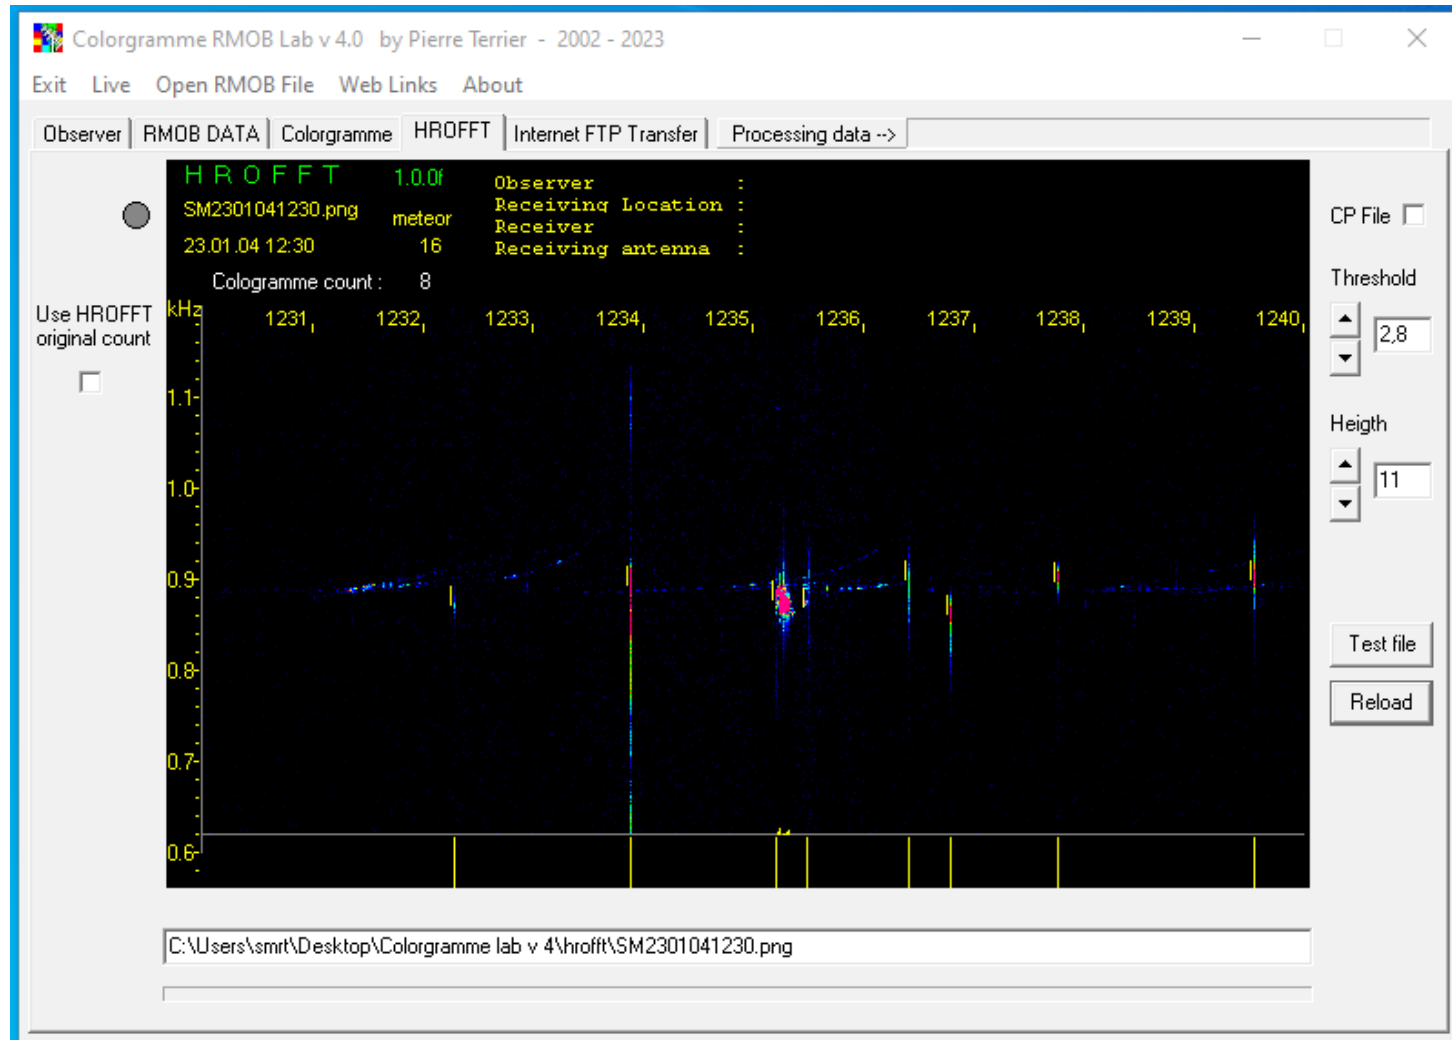 Colorgramme RMOB Lab v 4.0 by Pierre Terrier - 2002 - 2023
Exit Live Open RMOB File Web Links About
Observer RMOB DATA Colorgramme HROFFT Internet FTP Transfer Processing data -->
H R O F F T 1.0.0f
SM2301041230.png meteor
23.01.04 12:30 16
Observer :
Receiving Location :
Receiver :
Receiving antenna :
Cologramme count : 8
Use HROFFT
original count
CP File
Threshold
2,8
Heigth
11
Test file
Reload
kHz 1231, 1232, 1233, 1234, 1235, 1236, 1237, 1238, 1239, 1240,
1.1-
1.0-
0.9-
0.8-
0.7-
0.6-
C:\Users\smrt\Desktop\Colorgramme lab v 4\hrofft\SM2301041230.png